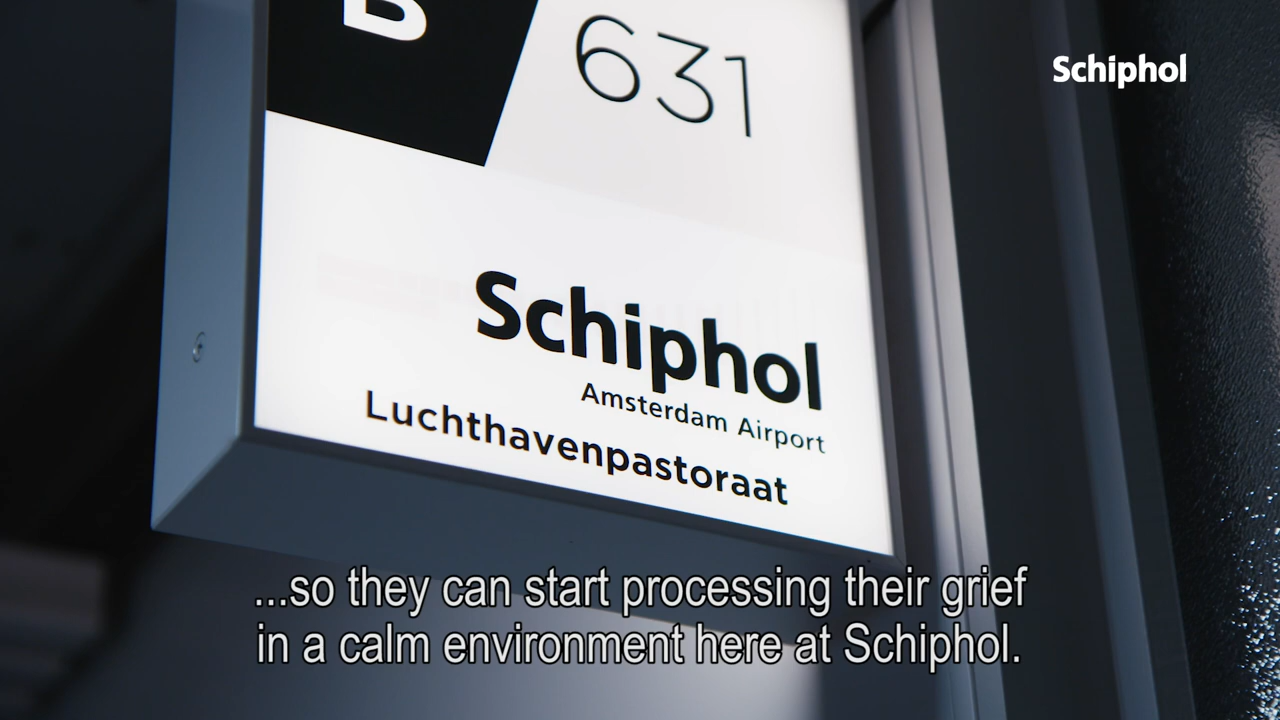 B
631
Schiphol
Schiphol
Amsterdam Airport
Luchthavenpastoraat
...so they can start processing their grief
in a calm environment here at Schiphol.